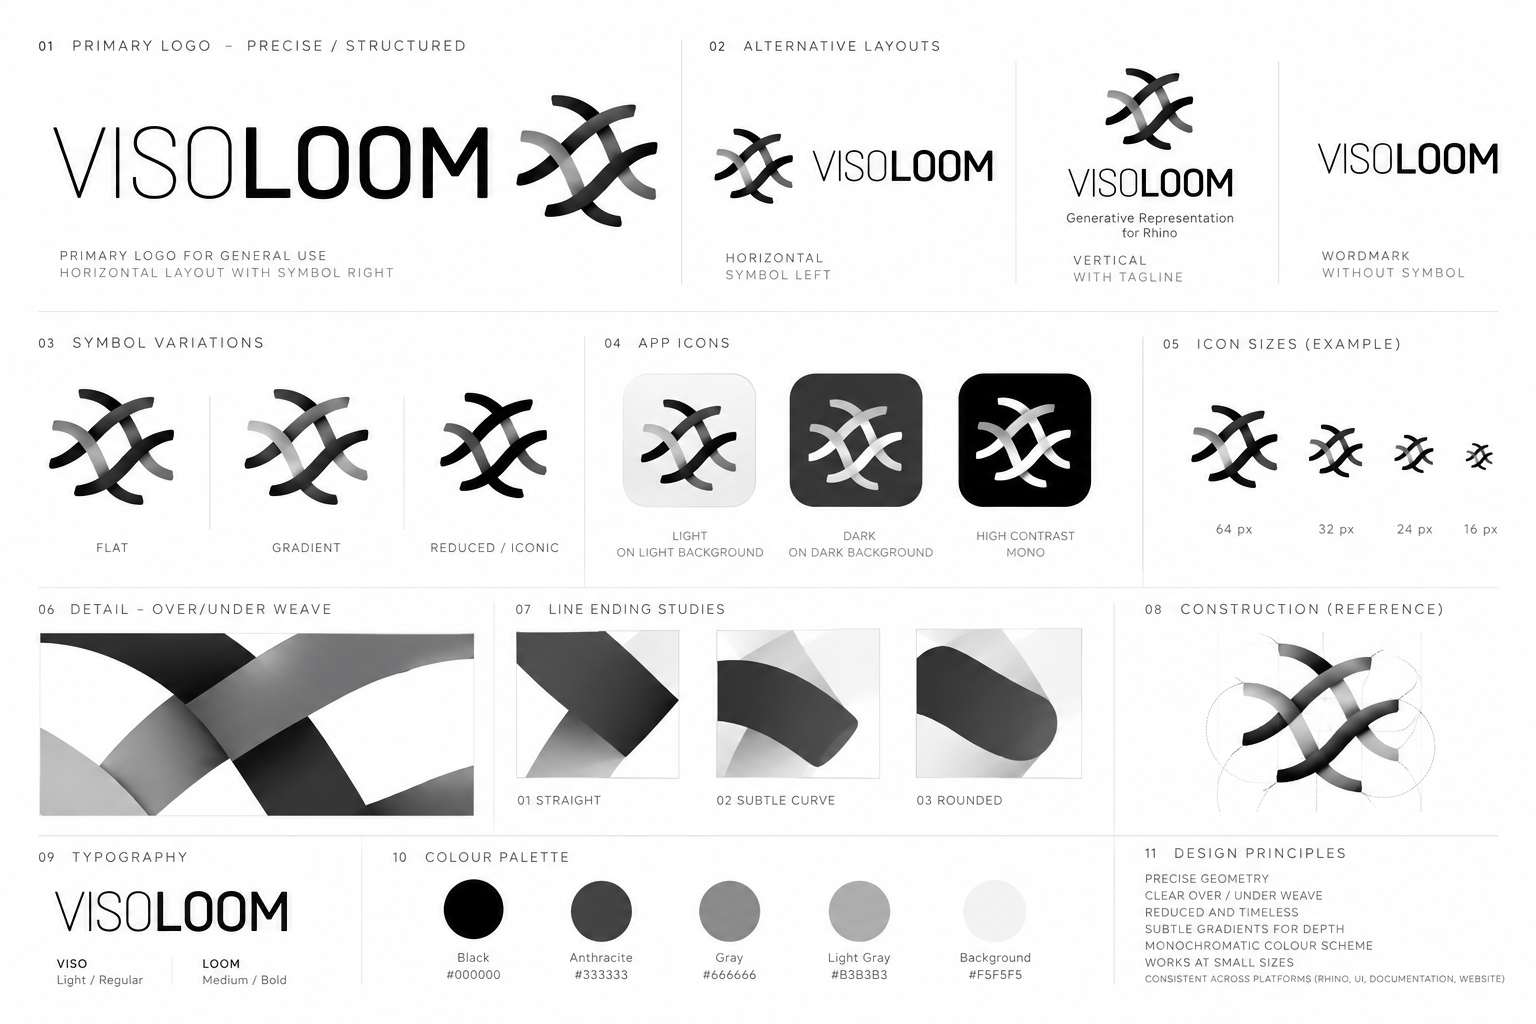 01 PRIMARY LOGO – PRECISE / STRUCTURED
VISOLOOM
PRIMARY LOGO FOR GENERAL USE
HORIZONTAL LAYOUT WITH SYMBOL RIGHT
02 ALTERNATIVE LAYOUTS
VISOLOOM
HORIZONTAL
SYMBOL LEFT
VISOLOOM
Generative Representation
for Rhino
VERTICAL
WITH TAGLINE
VISOLOOM
WORDMARK
WITHOUT SYMBOL
03 SYMBOL VARIATIONS
FLAT
GRADIENT
REDUCED / ICONIC
04 APP ICONS
LIGHT
ON LIGHT BACKGROUND
DARK
ON DARK BACKGROUND
HIGH CONTRAST
MONO
05 ICON SIZES (EXAMPLE)
64 px
32 px
24 px
16 px
06 DETAIL – OVER/UNDER WEAVE
07 LINE ENDING STUDIES
01 STRAIGHT
02 SUBTLE CURVE
03 ROUNDED
08 CONSTRUCTION (REFERENCE)
09 TYPOGRAPHY
VISOLOOM
VISO
Light / Regular
LOOM
Medium / Bold
10 COLOUR PALETTE
Black
#000000
Anthracite
#333333
Gray
#666666
Light Gray
#B3B3B3
Background
#F5F5F5
11 DESIGN PRINCIPLES
PRECISE GEOMETRY
CLEAR OVER / UNDER WEAVE
REDUCED AND TIMELESS
SUBTLE GRADIENTS FOR DEPTH
MONOCHROMATIC COLOUR SCHEME
WORKS AT SMALL SIZES
CONSISTENT ACROSS PLATFORMS (RHINO, UI, DOCUMENTATION, WEBSITE)